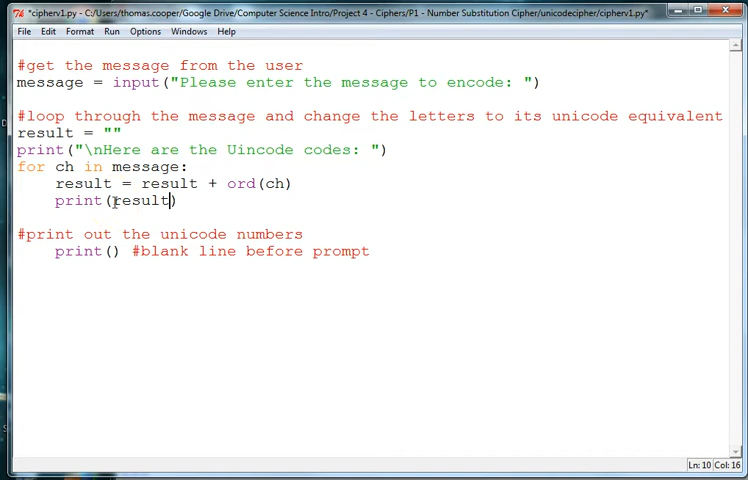 *cipherv1.py - C:/Users/thomas.cooper/Google Drive/Computer Science Intro/Project 4 - Ciphers/P1 - Number Substitution Cipher/unicodecipher/cipherv1.py*
File Edit Format Run Options Windows Help
#get the message from the user
message = input("Please enter the message to encode: ")
#loop through the message and change the letters to its unicode equivalent
result = ""
print("\nHere are the Uincode codes: ")
for ch in message:
    result = result + ord(ch)
    print(result)
#print out the unicode numbers
    print() #blank line before prompt
Ln: 10 Col: 16